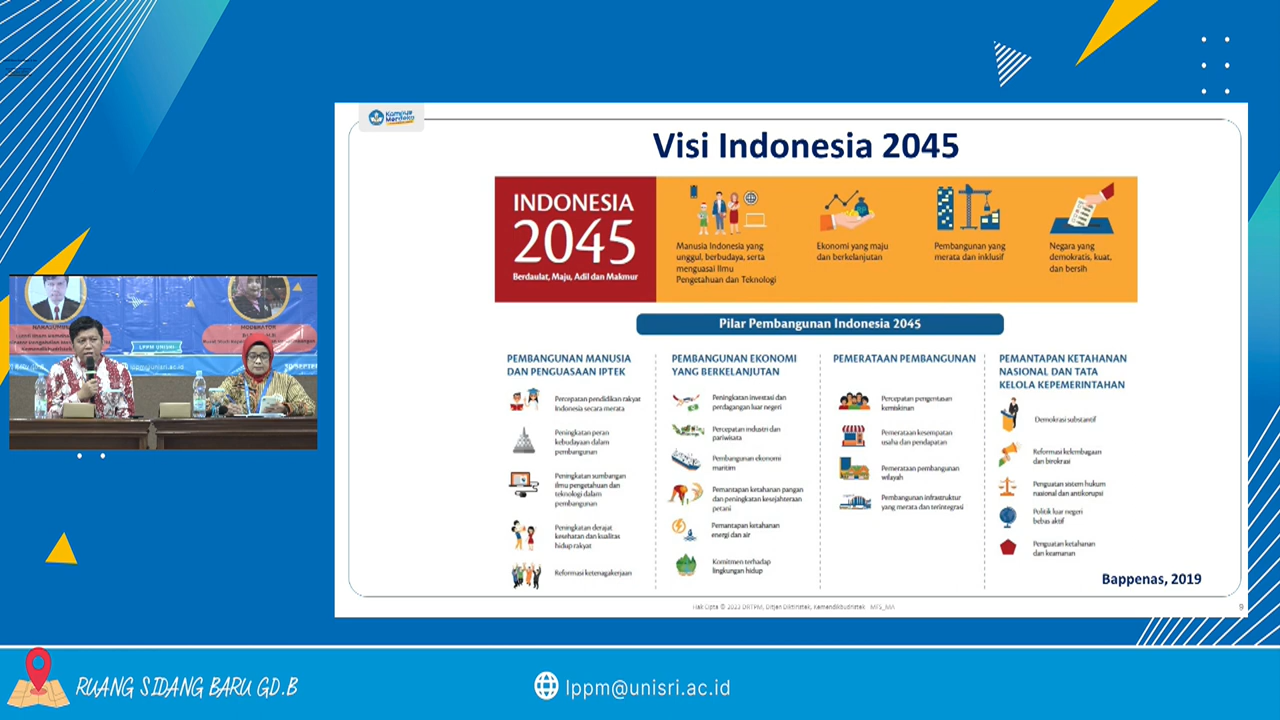 Kampus
Merdeka
Visi Indonesia 2045
INDONESIA
2045
Berdaulat, Maju, Adil dan Makmur
Manusia Indonesia yang
unggul, berbudaya, serta
menguasai Ilmu
Pengetahuan dan Teknologi
Ekonomi yang maju
dan berkelanjutan
Pembangunan yang
merata dan inklusif
Negara yang
demokratis, kuat,
dan bersih
Pilar Pembangunan Indonesia 2045
PEMBANGUNAN MANUSIA
DAN PENGUASAAN IPTEK
Percepatan pendidikan rakyat
Indonesia secara merata
Peningkatan peran
kebudayaan dalam
pembangunan
Peningkatan sumbangan
ilmu pengetahuan dan
teknologi dalam
pembangunan
Peningkatan derajat
kesehatan dan kualitas
hidup rakyat
Reformasi ketenagakerjaan
PEMBANGUNAN EKONOMI
YANG BERKELANJUTAN
Peningkatan investasi dan
perdagangan luar negeri
Percepatan industri dan
pariwisata
Pembangunan ekonomi
maritim
Pemantapan ketahanan pangan
dan peningkatan kesejahteraan
petani
Pemantapan ketahanan
energi dan air
Komitmen terhadap
lingkungan hidup
PEMERATAAN PEMBANGUNAN
Percepatan pengentasan
kemiskinan
Pemerataan kesempatan
usaha dan pendapatan
Pemerataan pembangunan
wilayah
Pembangunan infrastruktur
yang merata dan terintegrasi
PEMANTAPAN KETAHANAN
NASIONAL DAN TATA
KELOLA KEPEMERINTAHAN
Demokrasi substantif
Reformasi kelembagaan
dan birokrasi
Penguatan sistem hukum
nasional dan antikorupsi
Politik luar negeri
bebas aktif
Penguatan ketahanan
dan keamanan
Bappenas, 2019
9
MODERATOR
LPPM UNISRI
RUANG SIDANG BARU GD.B
lppm@unisri.ac.id